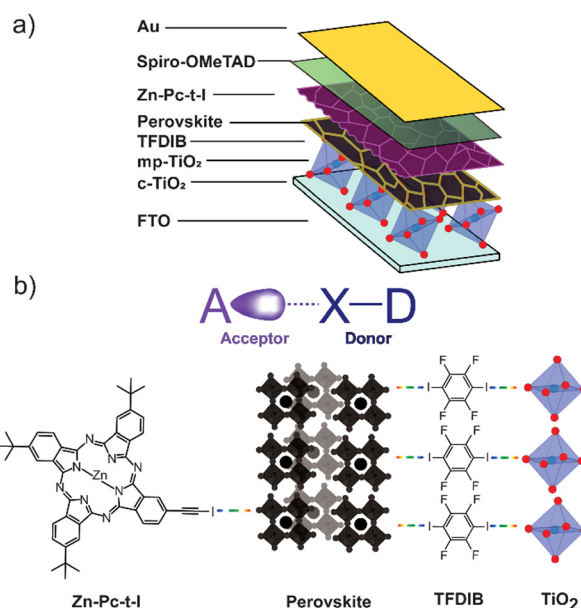 a)
Au
Spiro-OMeTAD
Zn-Pc-t-I
Perovskite
TFDIB
mp-TiO₂
c-TiO₂
FTO
b)
A X—D
Acceptor Donor
F F F F
I I
F F F F
I I
F F F F
I I
N N N
N Zn N
N N N
I
Zn-Pc-t-I Perovskite TFDIB TiO₂